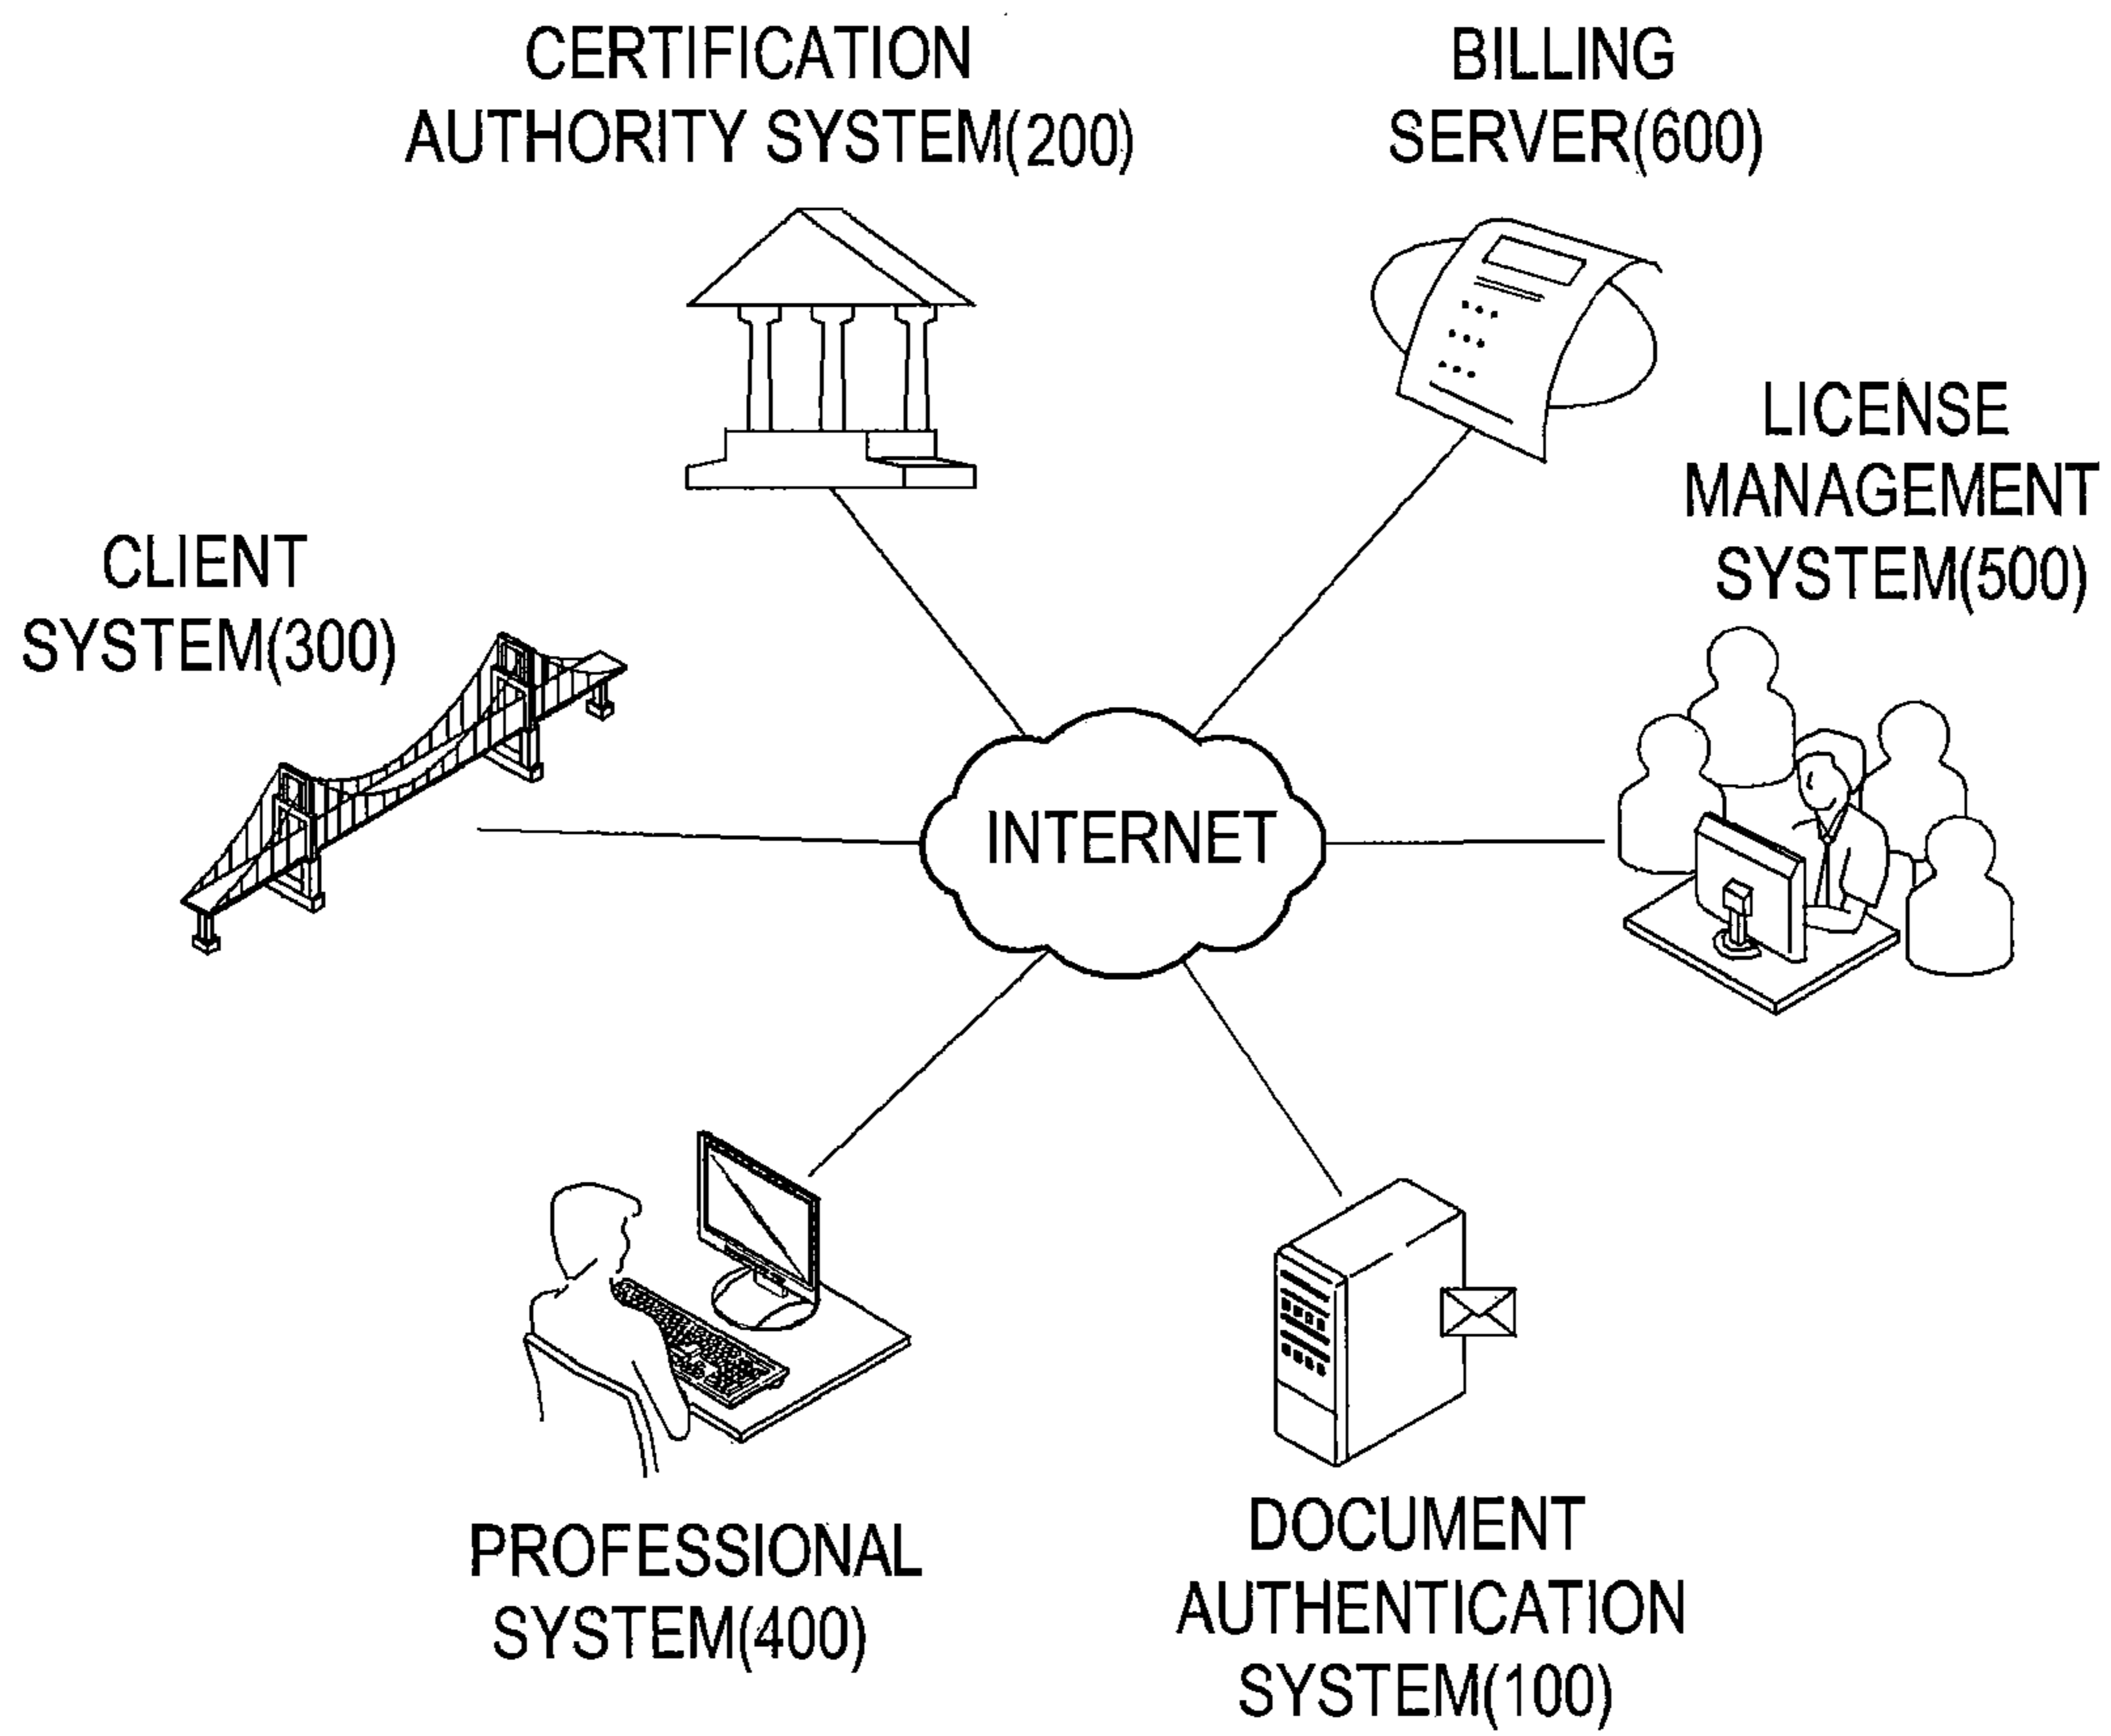 CERTIFICATION
AUTHORITY SYSTEM(200)
BILLING
SERVER(600)
LICENSE
MANAGEMENT
SYSTEM(500)
CLIENT
SYSTEM(300)
INTERNET
PROFESSIONAL
SYSTEM(400)
DOCUMENT
AUTHENTICATION
SYSTEM(100)